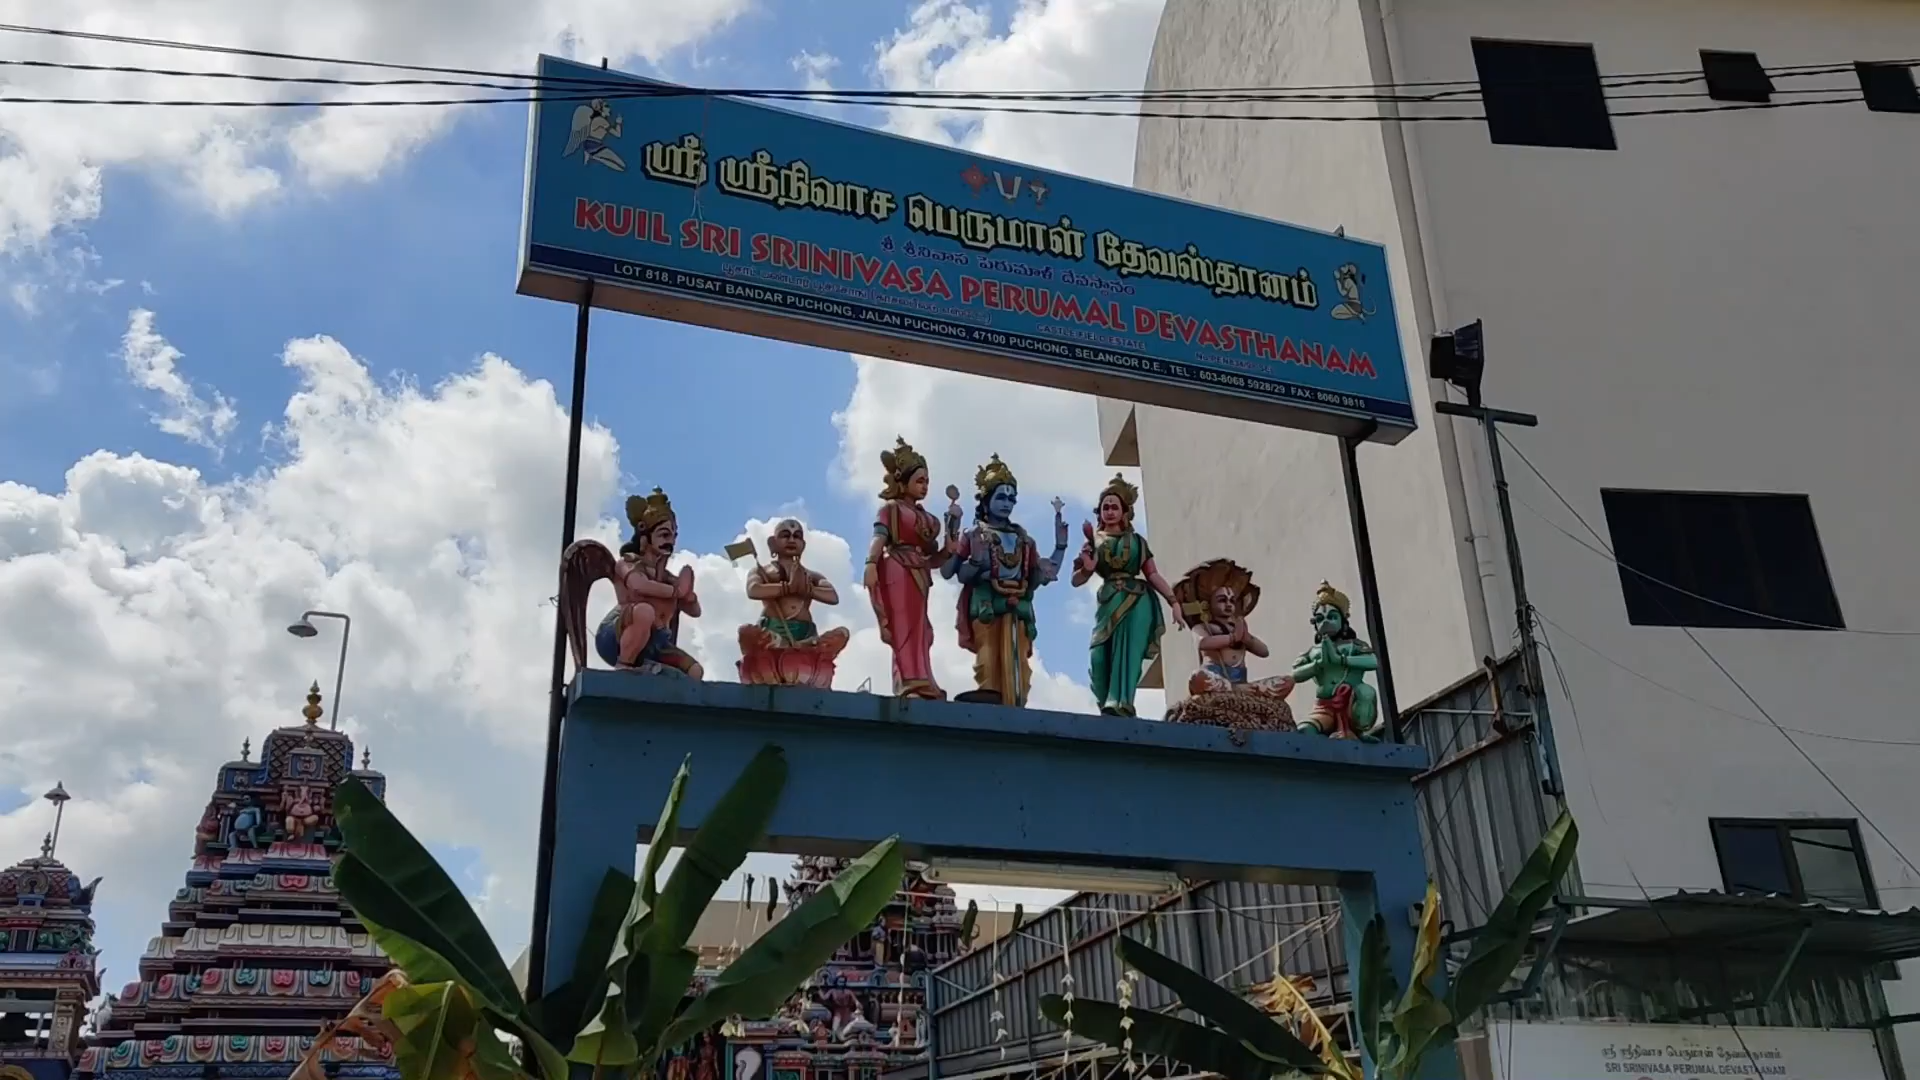 ஸ்ரீ ஸ்ரீநிவாச பெருமாள் தேவஸ்தானம்
KUIL SRI SRINIVASA PERUMAL DEVASTHANAM
LOT 818, PUSAT BANDAR PUCHONG, JALAN PUCHONG, 47100 PUCHONG, SELANGOR D.E., TEL : 603-8068 5928/29 FAX: 8060 9816
ஸ்ரீ ஸ்ரீநிவாச பெருமாள் தேவஸ்தானம்
SRI SRINIVASA PERUMAL DEVASTAANAM